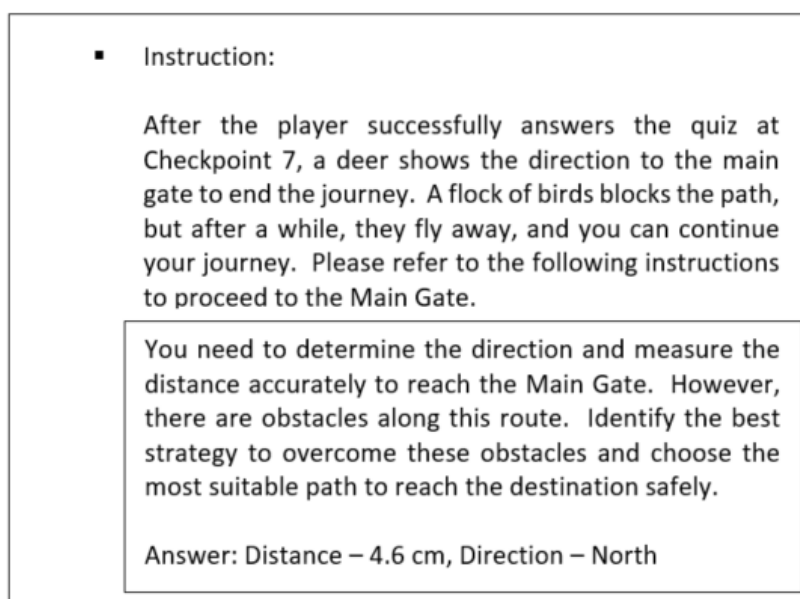 ▪ Instruction:
After the player successfully answers the quiz at
Checkpoint 7, a deer shows the direction to the main
gate to end the journey. A flock of birds blocks the path,
but after a while, they fly away, and you can continue
your journey. Please refer to the following instructions
to proceed to the Main Gate.
You need to determine the direction and measure the
distance accurately to reach the Main Gate. However,
there are obstacles along this route. Identify the best
strategy to overcome these obstacles and choose the
most suitable path to reach the destination safely.
Answer: Distance – 4.6 cm, Direction – North